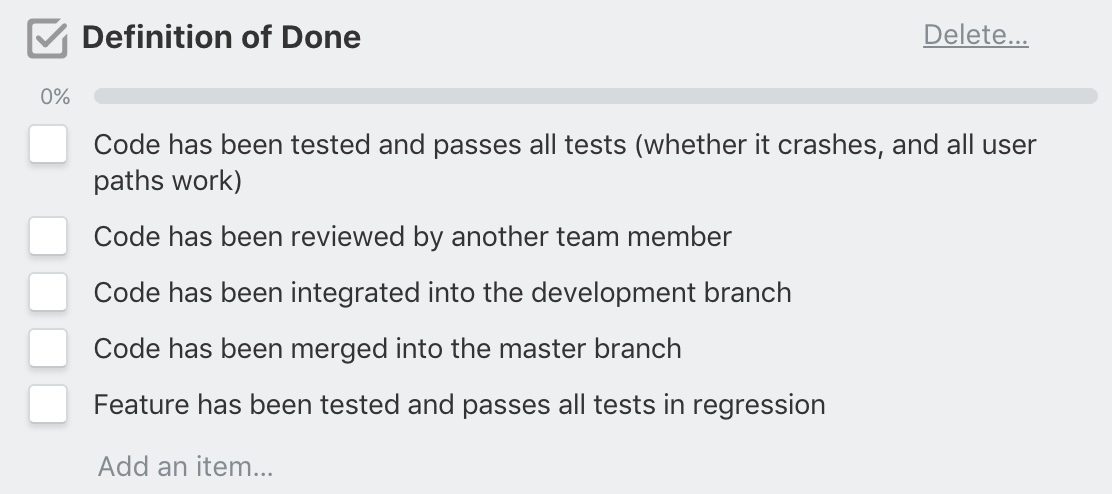 Definition of Done
Delete...
0%
Code has been tested and passes all tests (whether it crashes, and all user
paths work)
Code has been reviewed by another team member
Code has been integrated into the development branch
Code has been merged into the master branch
Feature has been tested and passes all tests in regression
Add an item...